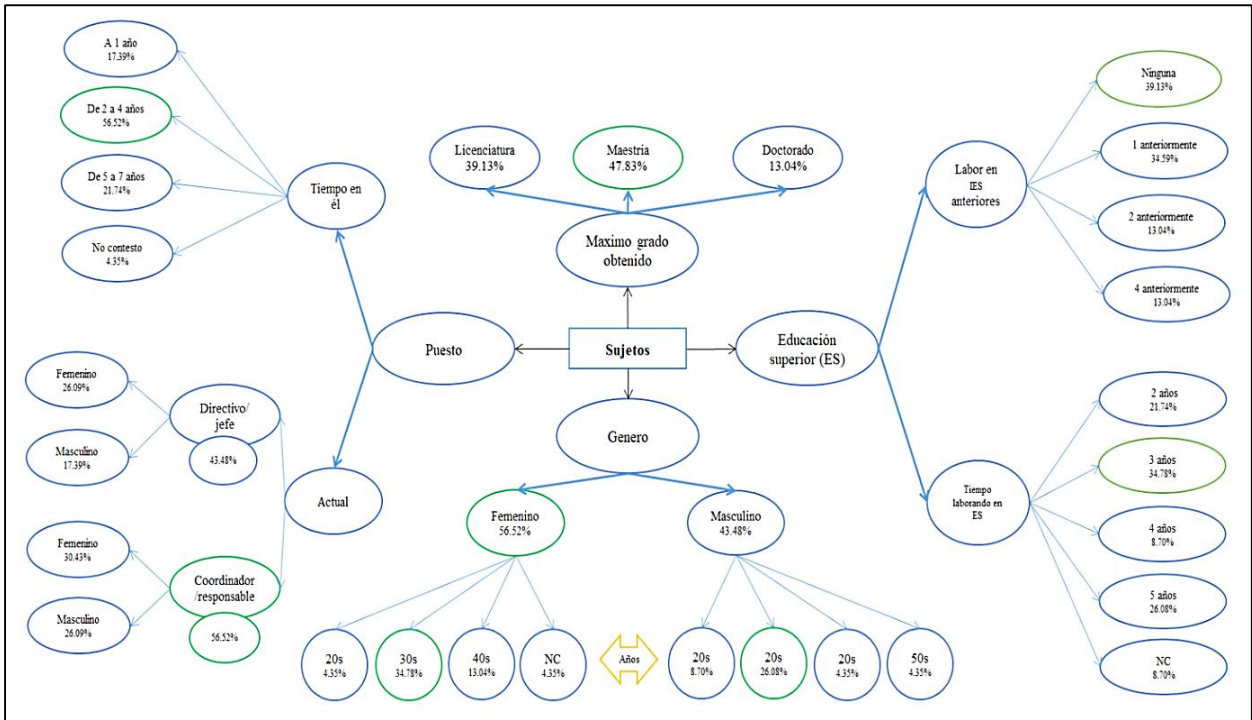 A 1 año
17.39%
De 2 a 4 años
56.52%
De 5 a 7 años
21.74%
No contesto
4.35%
Tiempo en
él
Licenciatura
39.13%
Maestria
47.83%
Doctorado
13.04%
Maximo grado
obtenido
Ninguna
39.13%
1 anteriormente
34.59%
2 anteriormente
13.04%
4 anteriormente
13.04%
Labor en
IES
anteriores
Puesto
Sujetos
Educación
superior (ES)
Genero
Femenino
26.09%
Masculino
17.39%
Directivo/
jefe
43.48%
Actual
Femenino
30.43%
Masculino
26.09%
Coordinador
/responsable
56.52%
Femenino
56.52%
Masculino
43.48%
20s
4.35%
30s
34.78%
40s
13.04%
NC
4.35%
Años
20s
8.70%
20s
26.08%
20s
4.35%
50s
4.35%
Tiempo
laborando en
ES
2 años
21.74%
3 años
34.78%
4 años
8.70%
5 años
26.08%
NC
8.70%